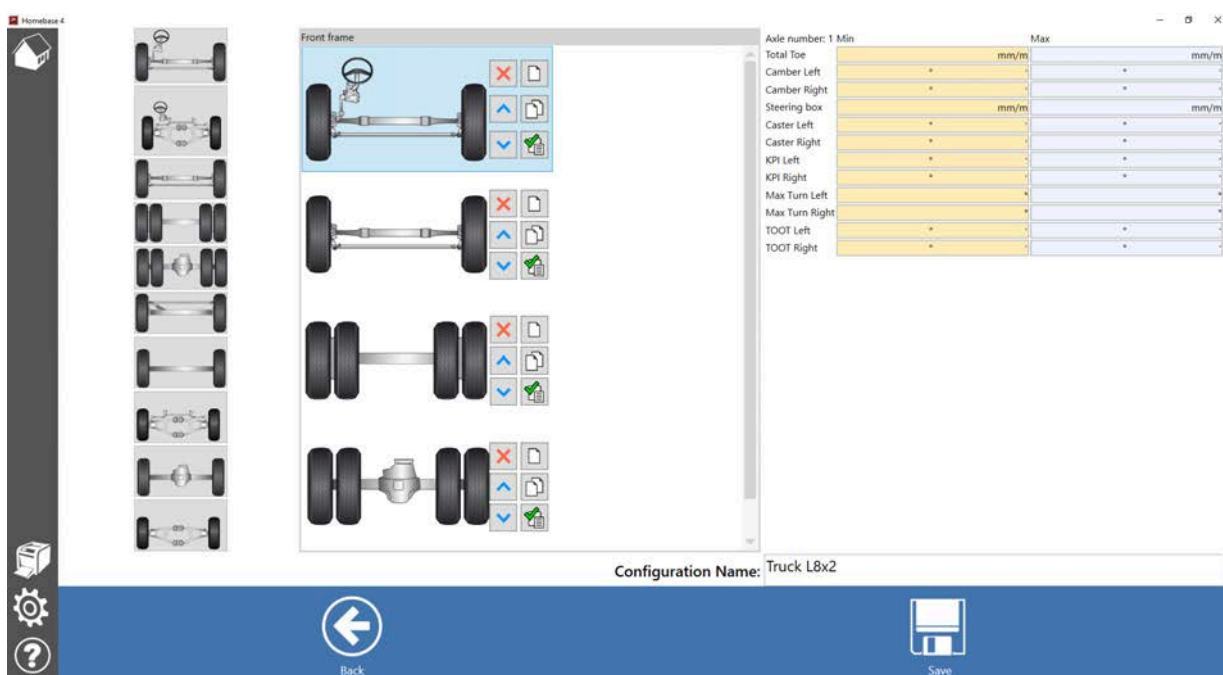 Homebase 4
Front frame
Axle number: 1 Min Max
Total Toe mm/m mm/m
Camber Left ° ' ° '
Camber Right ° ' ° '
Steering box mm/m mm/m
Caster Left ° ' ° '
Caster Right ° ' ° '
KPI Left ° ' ° '
KPI Right ° ' ° '
Max Turn Left ° °
Max Turn Right ° °
TOOT Left ° ' ° '
TOOT Right ° ' ° '
Configuration Name: Truck L8x2
Back Save